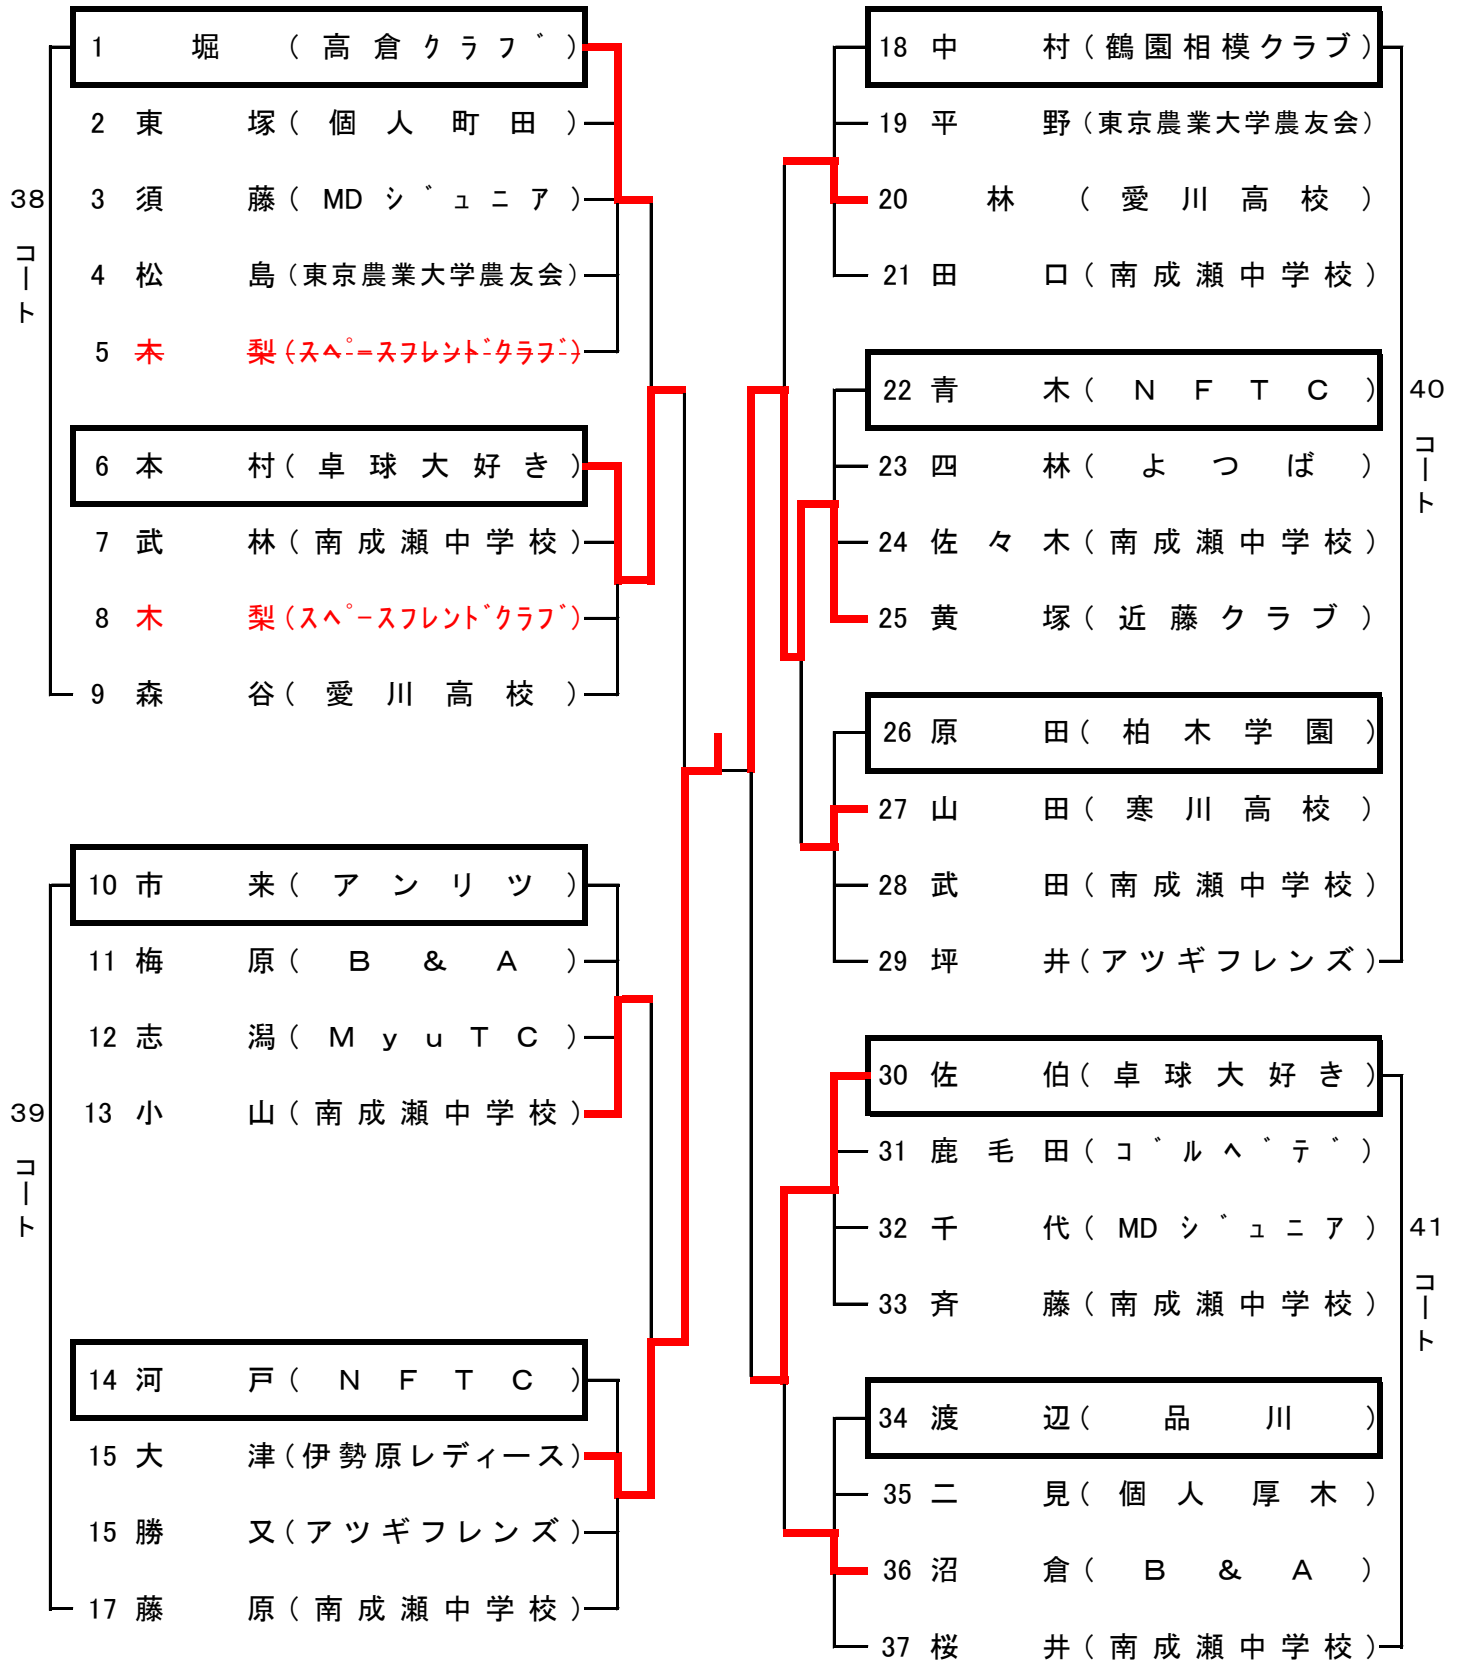 1 堀 (高倉クラブ)
2 東塚 (個人町田)
3 須藤 (MDジュニア)
4 松島 (東京農業大学農友会)
5 木梨 (スペースフレンドクラブ)
6 本村 (卓球大好き)
7 武林 (南成瀬中学校)
8 木梨 (スペースフレンドクラブ)
9 森谷 (愛川高校)
38コート
10 市来 (アンリツ)
11 梅原 (B&A)
12 志潟 (MyuTC)
13 小山 (南成瀬中学校)
14 河戸 (NFTC)
15 大津 (伊勢原レディース)
15 勝又 (アツギフレンズ)
17 藤原 (南成瀬中学校)
39コート
18 中村 (鶴園相模クラブ)
19 平野 (東京農業大学農友会)
20 林 (愛川高校)
21 田口 (南成瀬中学校)
22 青木 (NFTC)
23 四林 (よつば)
24 佐々木 (南成瀬中学校)
25 黄塚 (近藤クラブ)
26 原田 (柏木学園)
27 山田 (寒川高校)
28 武田 (南成瀬中学校)
29 坪井 (アツギフレンズ)
40コート
30 佐伯 (卓球大好き)
31 鹿毛田 (ゴルベデ)
32 千代 (MDジュニア)
33 斉藤 (南成瀬中学校)
34 渡辺 (品川)
35 二見 (個人厚木)
36 沼倉 (B&A)
37 桜井 (南成瀬中学校)
41コート